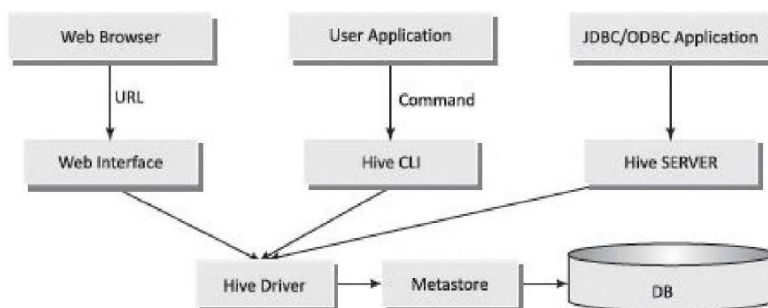 Web Browser
User Application
JDBC/ODBC Application
URL
Command
Web Interface
Hive CLI
Hive SERVER
Hive Driver
Metastore
DB